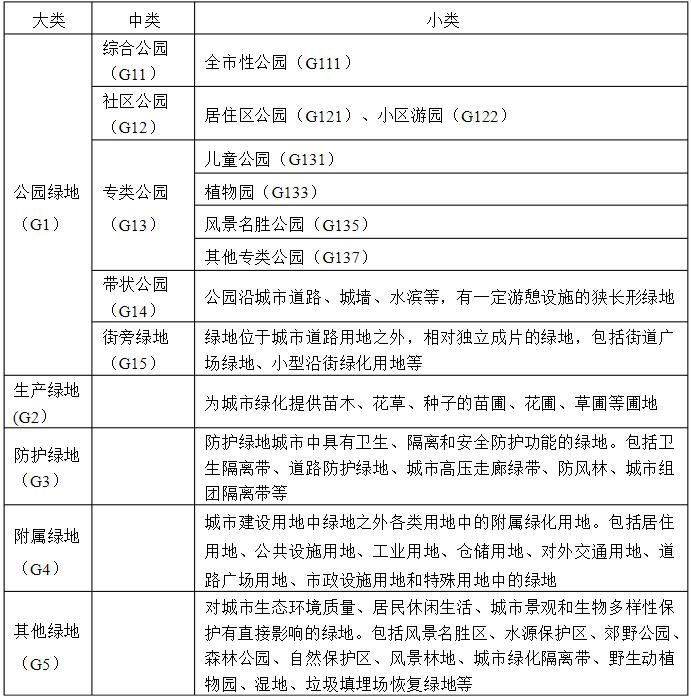 大类 中类 小类
公园绿地
（G1）
综合公园
（G11）
全市性公园（G111）
社区公园
（G12）
居住区公园（G121）、小区游园（G122）
专类公园
（G13）
儿童公园（G131）
植物园（G133）
风景名胜公园（G135）
其他专类公园（G137）
带状公园
（G14）
公园沿城市道路、城墙、水滨等，有一定游憩设施的狭长形绿地
街旁绿地
（G15）
绿地位于城市道路用地之外，相对独立成片的绿地，包括街道广
场绿地、小型沿街绿化用地等
生产绿地
(G2）
为城市绿化提供苗木、花草、种子的苗圃、花圃、草圃等圃地
防护绿地
（G3）
防护绿地城市中具有卫生、隔离和安全防护功能的绿地。包括卫
生隔离带、道路防护绿地、城市高压走廊绿带、防风林、城市组
团隔离带等
附属绿地
（G4）
城市建设用地中绿地之外各类用地中的附属绿化用地。包括居住
用地、公共设施用地、工业用地、仓储用地、对外交通用地、道
路广场用地、市政设施用地和特殊用地中的绿地
其他绿地
（G5）
对城市生态环境质量、居民休闲生活、城市景观和生物多样性保
护有直接影响的绿地。包括风景名胜区、水源保护区、郊野公园、
森林公园、自然保护区、风景林地、城市绿化隔离带、野生动植
物园、湿地、垃圾填埋场恢复绿地等